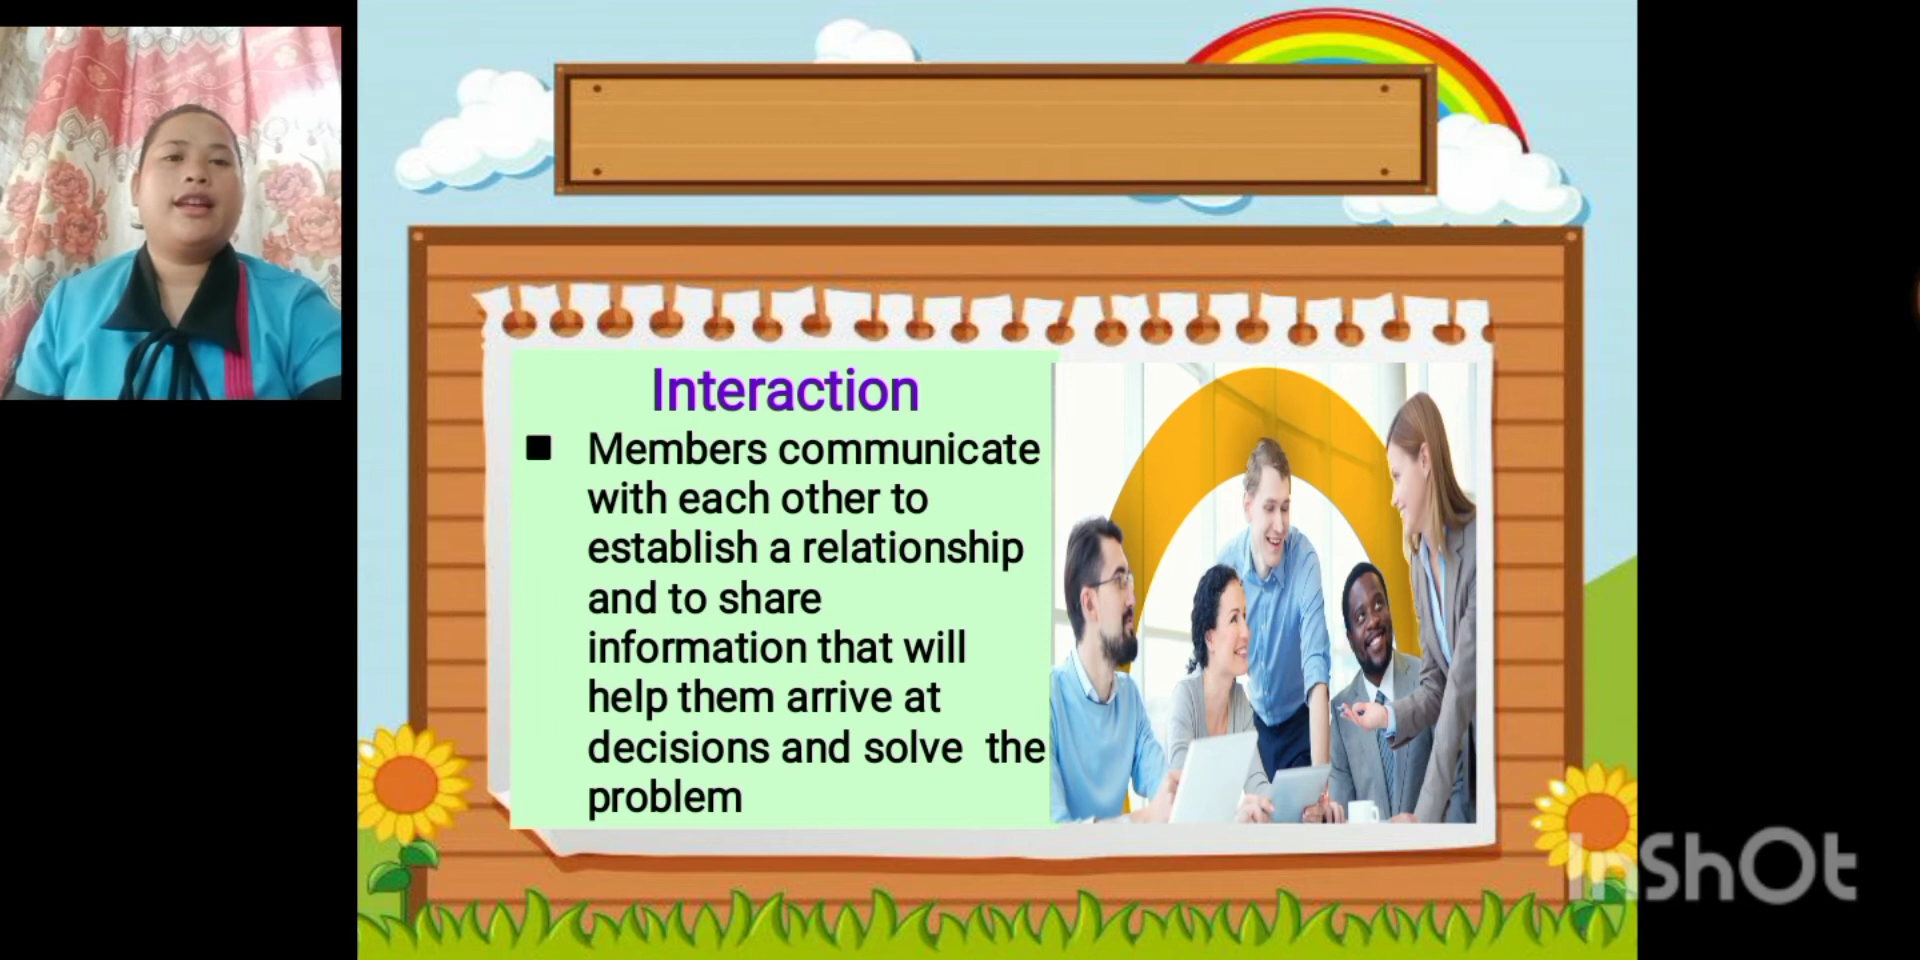 Interaction
■ Members communicate
with each other to
establish a relationship
and to share
information that will
help them arrive at
decisions and solve  the
problem
InShOt